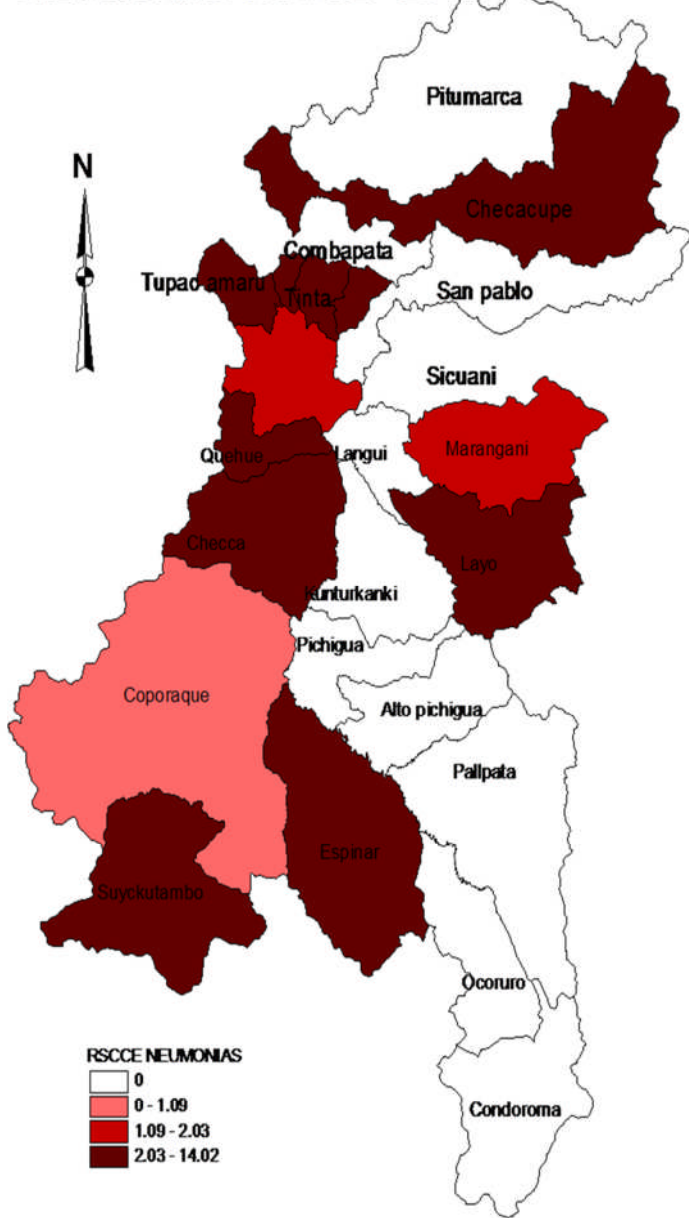 Pitumarca
N
Checacupe
Combapata
Tupac amaru
Tinta
San pablo
Sicuani
Marangani
Quehue
Langui
Checca
Layo
Kunturkanki
Pichigua
Coporaque
Alto pichigua
Pallpata
Espinar
Suyckutambo
Ocoruro
RSCCE NEUMONIAS
0
0 - 1.09
1.09 - 2.03
2.03 - 14.02
Condoroma